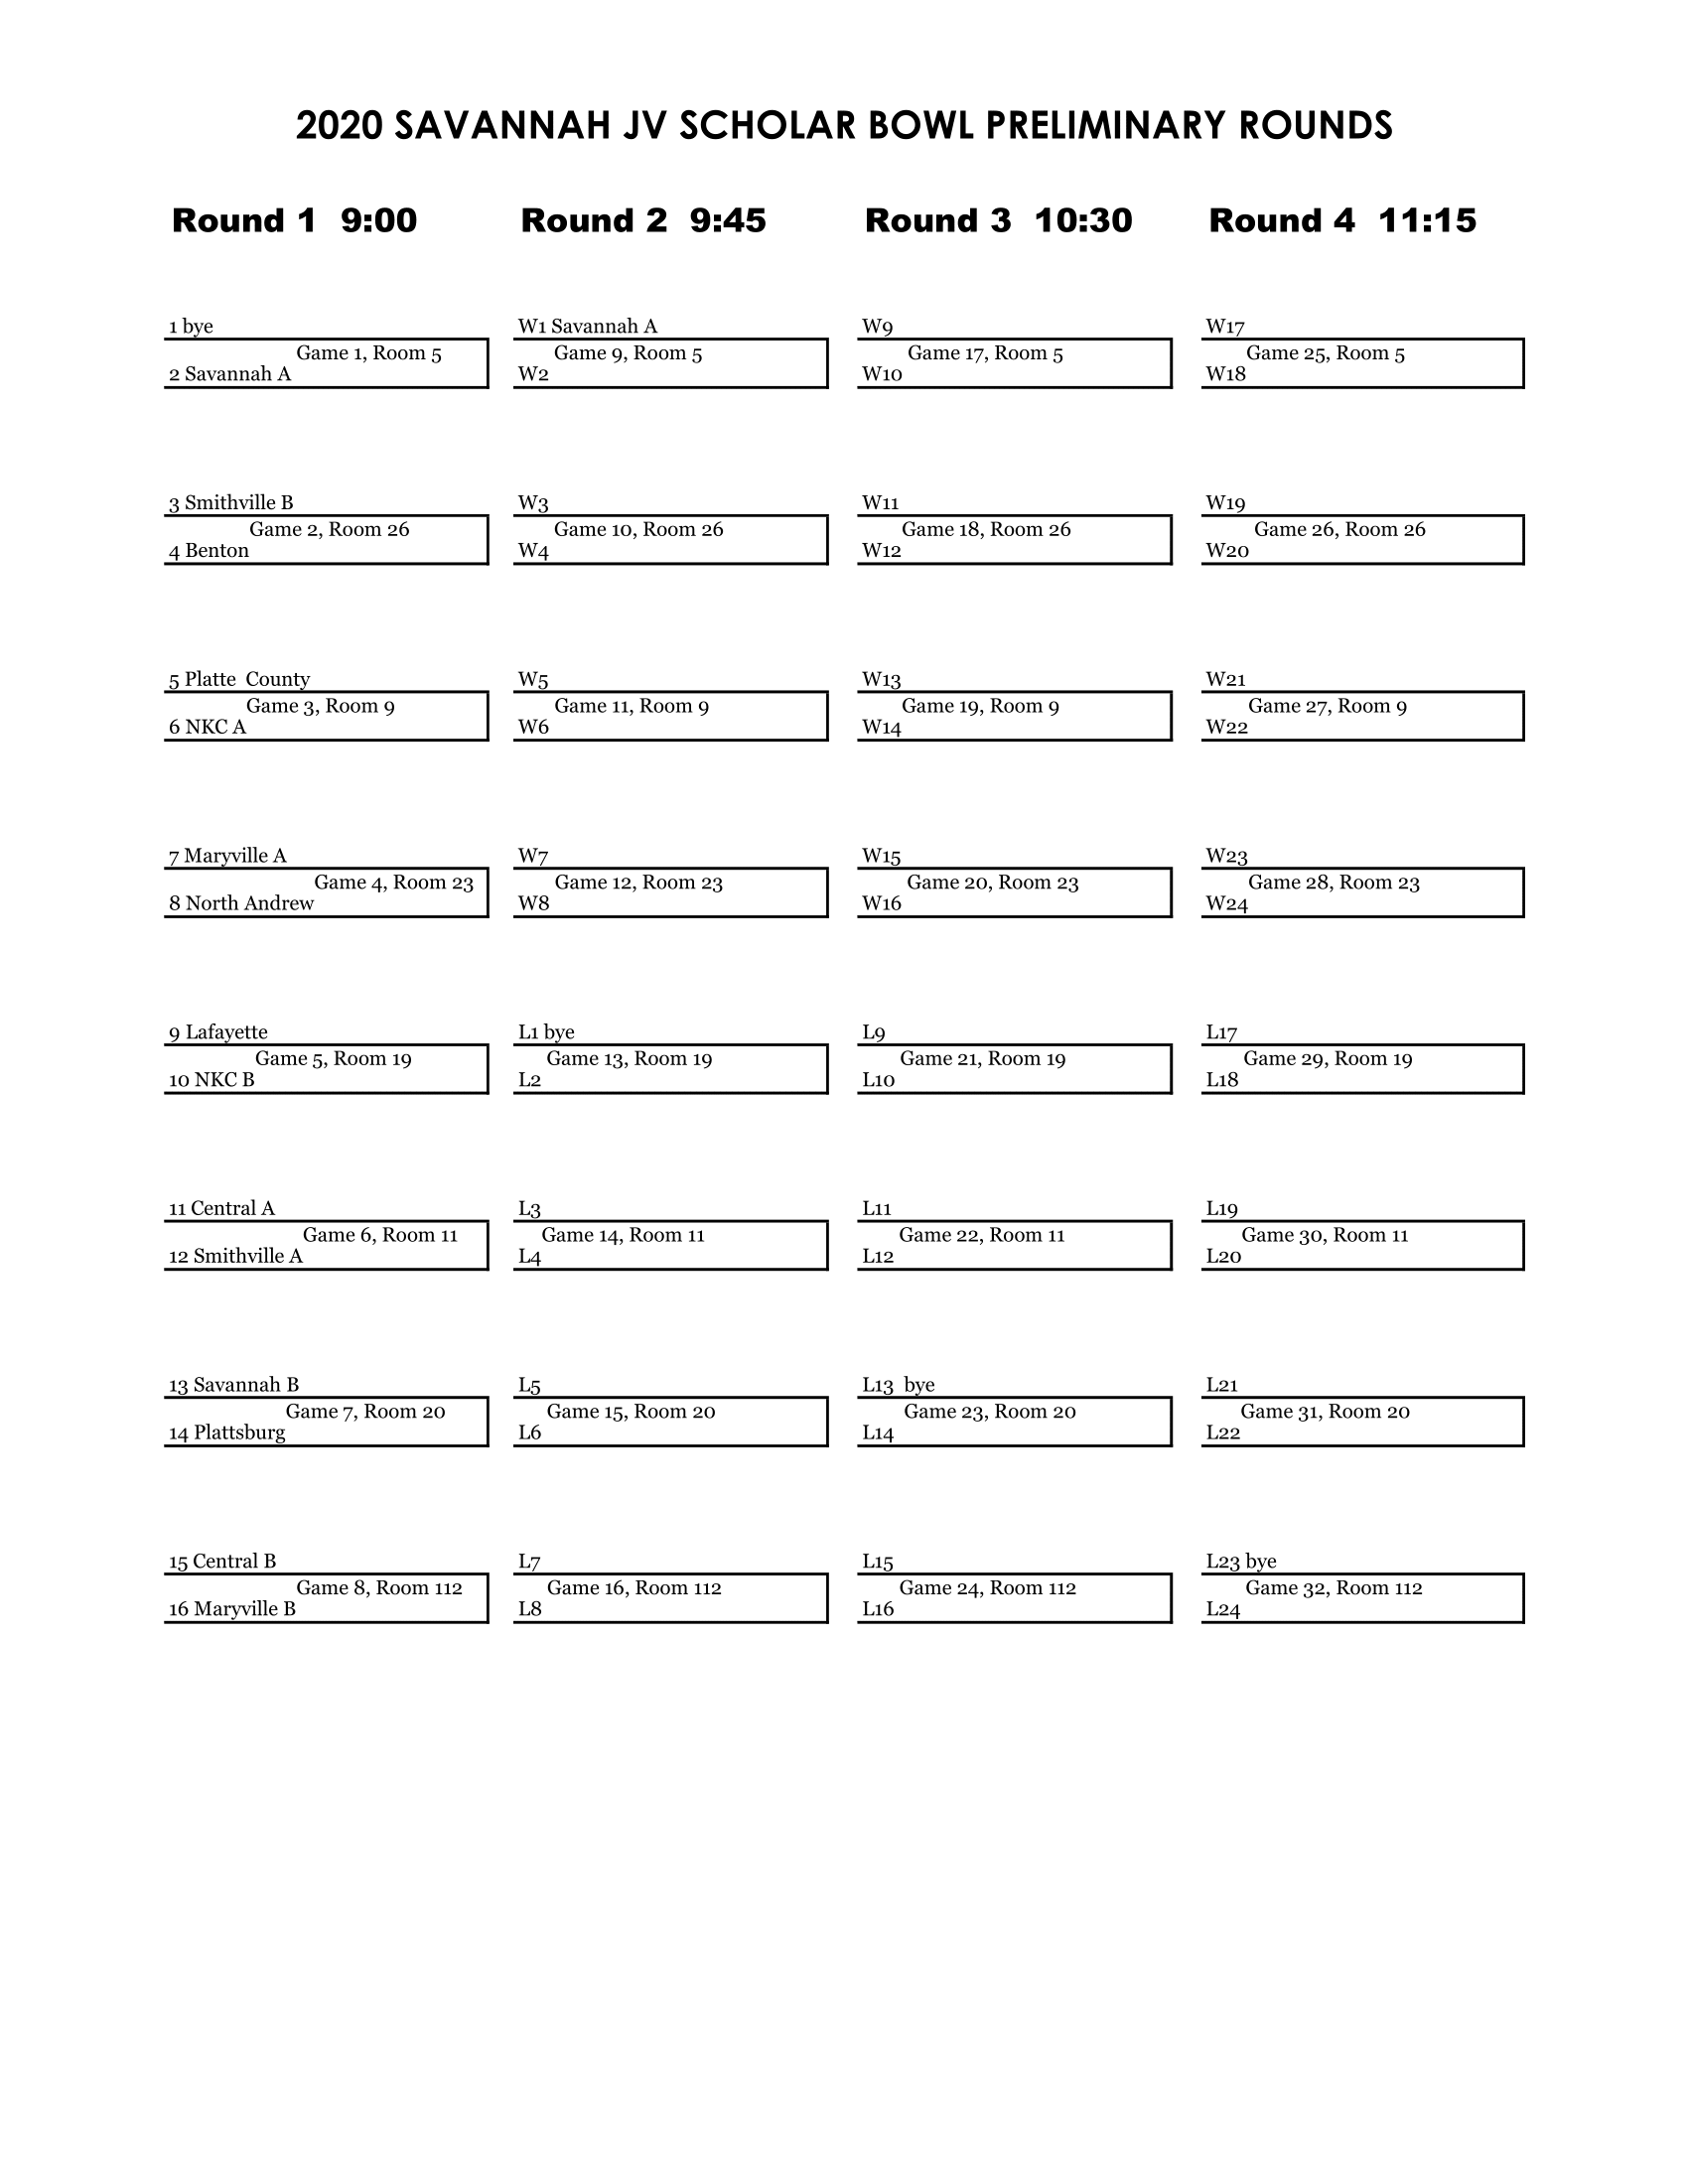 2020 SAVANNAH JV SCHOLAR BOWL PRELIMINARY ROUNDS
Round 1  9:00
Round 2  9:45
Round 3  10:30
Round 4  11:15
1 bye
Game 1, Room 5
2 Savannah A
W1 Savannah A
Game 9, Room 5
W2
W9
Game 17, Room 5
W10
W17
Game 25, Room 5
W18
3 Smithville B
Game 2, Room 26
4 Benton
W3
Game 10, Room 26
W4
W11
Game 18, Room 26
W12
W19
Game 26, Room 26
W20
5 Platte  County
Game 3, Room 9
6 NKC A
W5
Game 11, Room 9
W6
W13
Game 19, Room 9
W14
W21
Game 27, Room 9
W22
7 Maryville A
Game 4, Room 23
8 North Andrew
W7
Game 12, Room 23
W8
W15
Game 20, Room 23
W16
W23
Game 28, Room 23
W24
9 Lafayette
Game 5, Room 19
10 NKC B
L1 bye
Game 13, Room 19
L2
L9
Game 21, Room 19
L10
L17
Game 29, Room 19
L18
11 Central A
Game 6, Room 11
12 Smithville A
L3
Game 14, Room 11
L4
L11
Game 22, Room 11
L12
L19
Game 30, Room 11
L20
13 Savannah B
Game 7, Room 20
14 Plattsburg
L5
Game 15, Room 20
L6
L13  bye
Game 23, Room 20
L14
L21
Game 31, Room 20
L22
15 Central B
Game 8, Room 112
16 Maryville B
L7
Game 16, Room 112
L8
L15
Game 24, Room 112
L16
L23 bye
Game 32, Room 112
L24